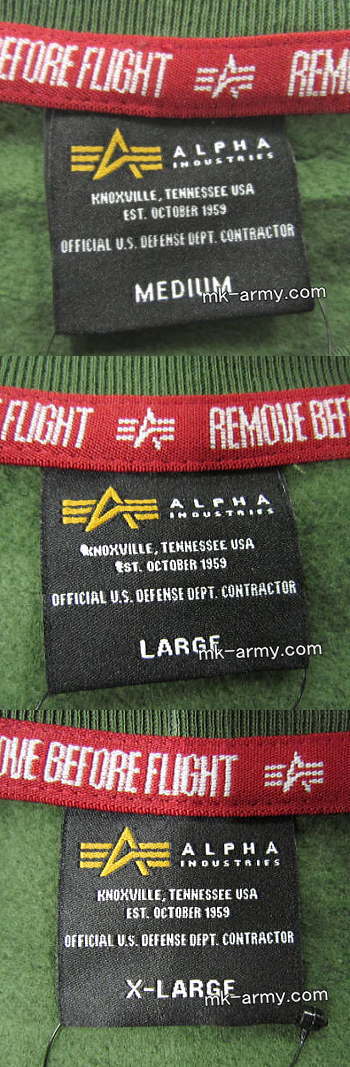 EFORE FLIGHT REMO
ALPHA
INDUSTRIES
KNOXVILLE, TENNESSEE USA
EST. OCTOBER 1959
OFFICIAL U.S. DEFENSE DEPT. CONTRACTOR
MEDIUM
mk-army.com
FLIGHT REMOVE BEF
ALPHA
INDUSTRIES
KNOXVILLE, TENNESSEE USA
EST. OCTOBER 1959
OFFICIAL U.S. DEFENSE DEPT. CONTRACTOR
LARGE
mk-army.com
OVE BEFORE FLIGHT
ALPHA
INDUSTRIES
KNOXVILLE, TENNESSEE USA
EST. OCTOBER 1959
OFFICIAL U.S. DEFENSE DEPT. CONTRACTOR
X-LARGE
mk-army.com